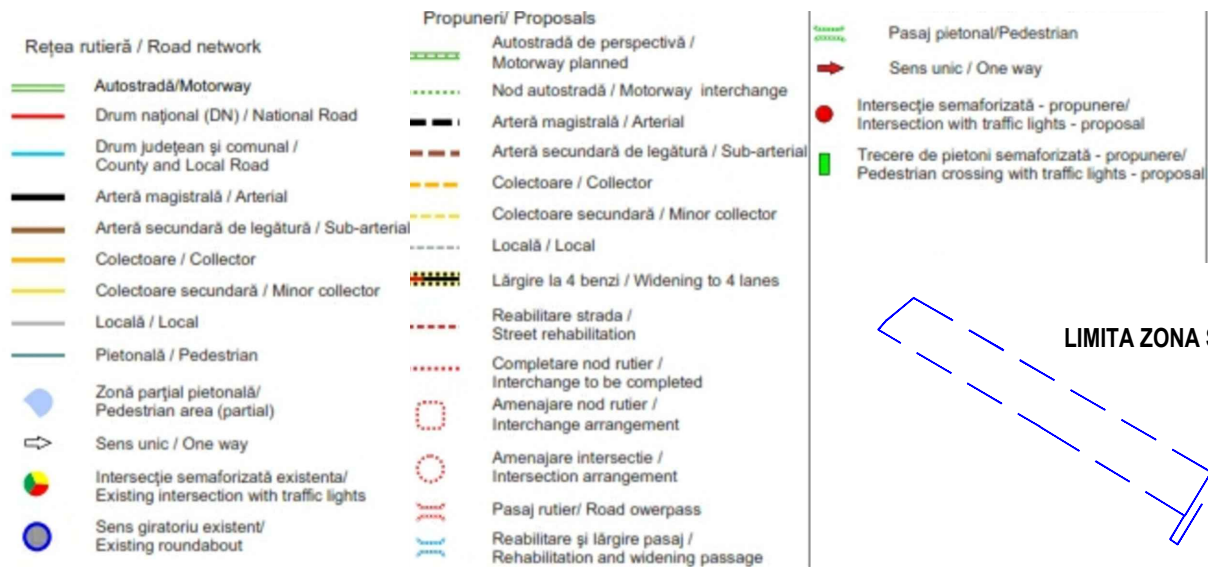 Rețea rutieră / Road network
Autostradă/Motorway
Drum național (DN) / National Road
Drum județean și comunal /
County and Local Road
Arteră magistrală / Arterial
Arteră secundară de legătură / Sub-arterial
Colectoare / Collector
Colectoare secundară / Minor collector
Locală / Local
Pietonală / Pedestrian
Zonă parțial pietonală/
Pedestrian area (partial)
Sens unic / One way
Intersecție semaforizată existenta/
Existing intersection with traffic lights
Sens giratoriu existent/
Existing roundabout
Propuneri/ Proposals
Autostradă de perspectivă /
Motorway planned
Nod autostradă / Motorway interchange
Arteră magistrală / Arterial
Arteră secundară de legătură / Sub-arterial
Colectoare / Collector
Colectoare secundară / Minor collector
Locală / Local
Lărgire la 4 benzi / Widening to 4 lanes
Reabilitare strada /
Street rehabilitation
Completare nod rutier /
Interchange to be completed
Amenajare nod rutier /
Interchange arrangement
Amenajare intersectie /
Intersection arrangement
Pasaj rutier/ Road owerpass
Reabilitare și lărgire pasaj /
Rehabilitation and widening passage
Pasaj pietonal/Pedestrian
Sens unic / One way
Intersecție semaforizată - propunere/
Intersection with traffic lights - proposal
Trecere de pietoni semaforizată - propunere/
Pedestrian crossing with traffic lights - proposal
LIMITA ZONA